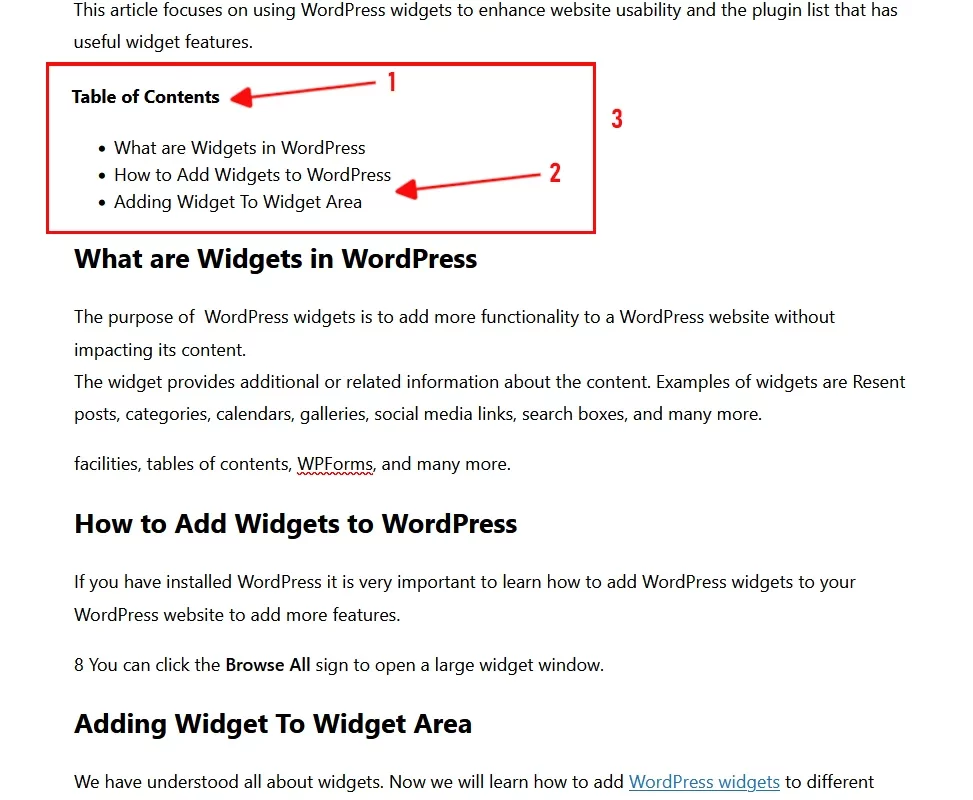 This article focuses on using WordPress widgets to enhance website usability and the plugin list that has
useful widget features.
Table of Contents
1
3
• What are Widgets in WordPress
• How to Add Widgets to WordPress
2
• Adding Widget To Widget Area
What are Widgets in WordPress
The purpose of  WordPress widgets is to add more functionality to a WordPress website without
impacting its content.
The widget provides additional or related information about the content. Examples of widgets are Resent
posts, categories, calendars, galleries, social media links, search boxes, and many more.
facilities, tables of contents, WPForms, and many more.
How to Add Widgets to WordPress
If you have installed WordPress it is very important to learn how to add WordPress widgets to your
WordPress website to add more features.
8 You can click the Browse All sign to open a large widget window.
Adding Widget To Widget Area
We have understood all about widgets. Now we will learn how to add WordPress widgets to different